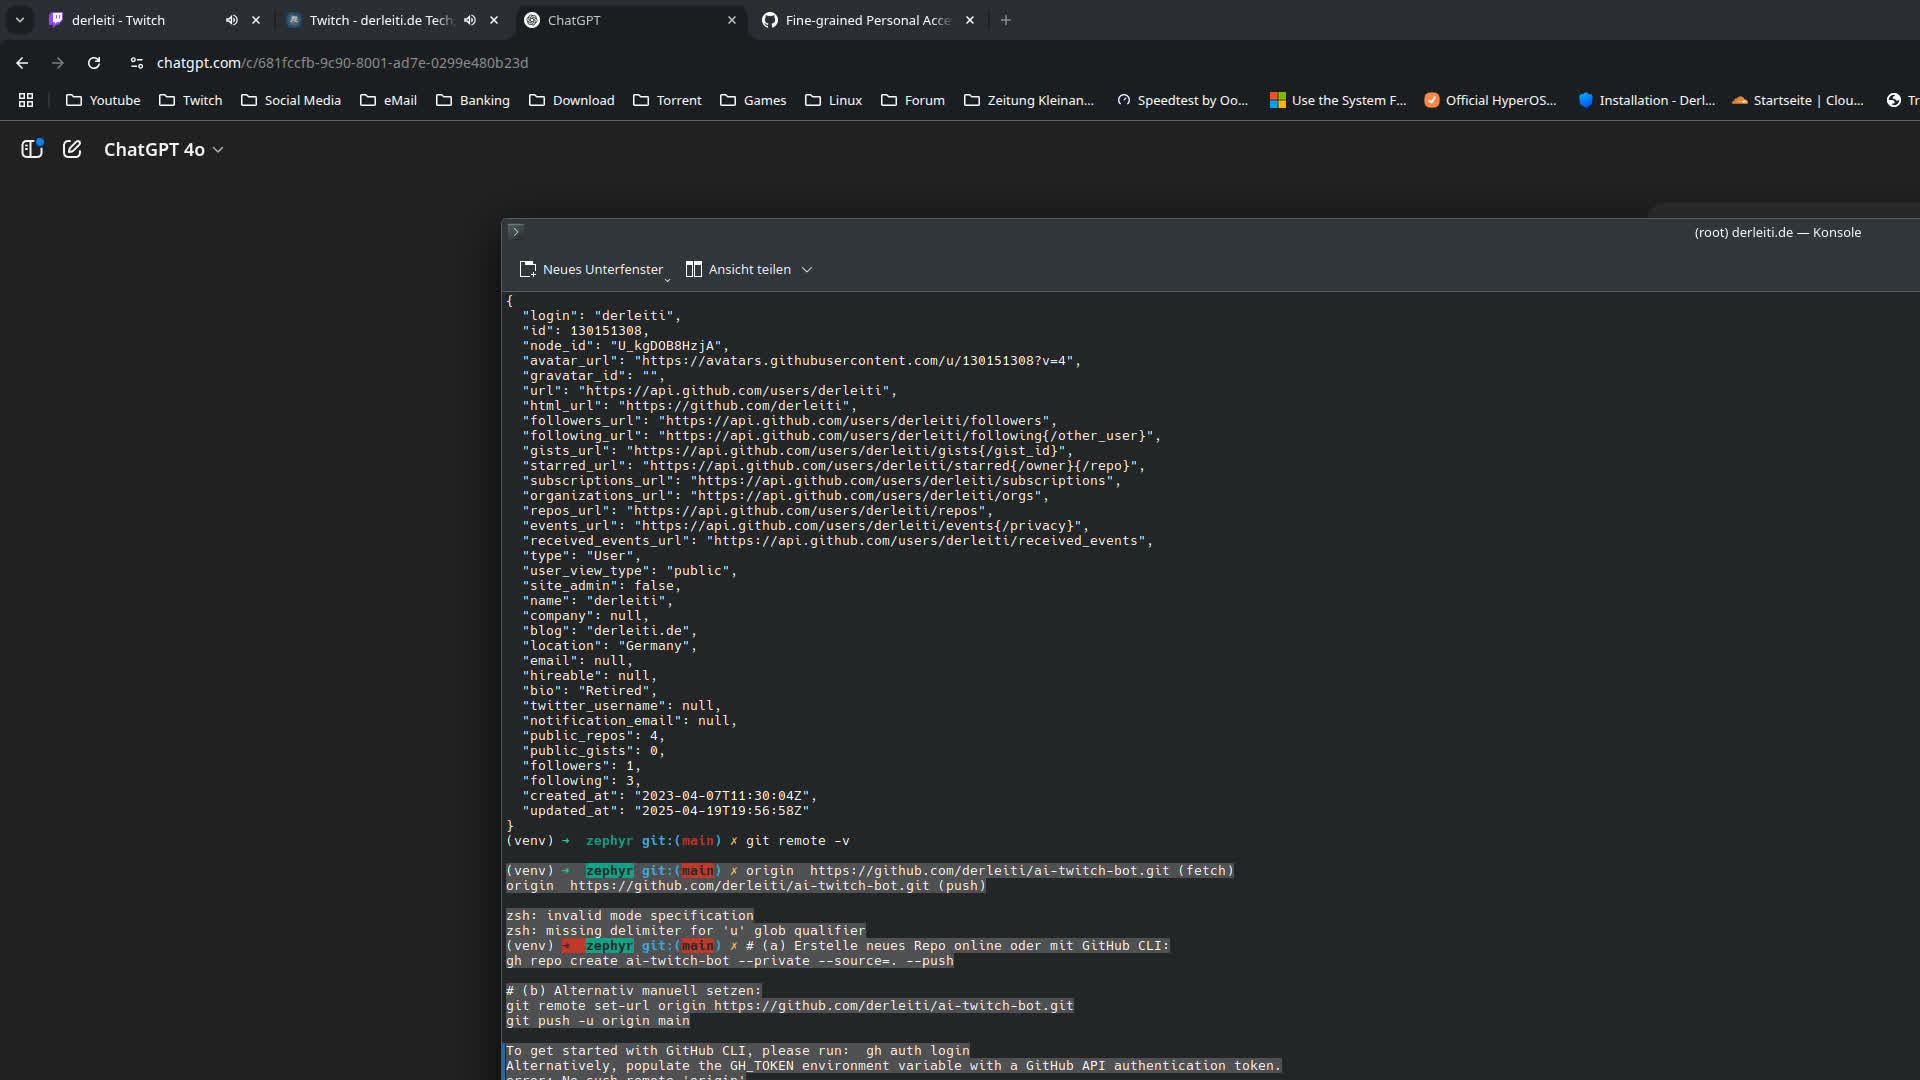 derleiti - Twitch
Twitch - derleiti.de Tech
ChatGPT
Fine-grained Personal Acce
chatgpt.com/c/681fccfb-9c90-8001-ad7e-0299e480b23d
Youtube
Twitch
Social Media
eMail
Banking
Download
Torrent
Games
Linux
Forum
Zeitung Kleinan...
Speedtest by Oo...
Use the System F...
Official HyperOS...
Installation - Derl...
Startseite | Clou...
Tr
ChatGPT 4o
(root) derleiti.de — Konsole
Neues Unterfenster
Ansicht teilen
{
"login": "derleiti",
"id": 130151308,
"node_id": "U_kgDOB8HzjA",
"avatar_url": "https://avatars.githubusercontent.com/u/130151308?v=4",
"gravatar_id": "",
"url": "https://api.github.com/users/derleiti",
"html_url": "https://github.com/derleiti",
"followers_url": "https://api.github.com/users/derleiti/followers",
"following_url": "https://api.github.com/users/derleiti/following{/other_user}",
"gists_url": "https://api.github.com/users/derleiti/gists{/gist_id}",
"starred_url": "https://api.github.com/users/derleiti/starred{/owner}{/repo}",
"subscriptions_url": "https://api.github.com/users/derleiti/subscriptions",
"organizations_url": "https://api.github.com/users/derleiti/orgs",
"repos_url": "https://api.github.com/users/derleiti/repos",
"events_url": "https://api.github.com/users/derleiti/events{/privacy}",
"received_events_url": "https://api.github.com/users/derleiti/received_events",
"type": "User",
"user_view_type": "public",
"site_admin": false,
"name": "derleiti",
"company": null,
"blog": "derleiti.de",
"location": "Germany",
"email": null,
"hireable": null,
"bio": "Retired",
"twitter_username": null,
"notification_email": null,
"public_repos": 4,
"public_gists": 0,
"followers": 1,
"following": 3,
"created_at": "2023-04-07T11:30:04Z",
"updated_at": "2025-04-19T19:56:58Z"
}
(venv) ➜  zephyr git:(main) ✗ git remote -v
(venv) ➜  zephyr git:(main) ✗ origin  https://github.com/derleiti/ai-twitch-bot.git (fetch)
origin  https://github.com/derleiti/ai-twitch-bot.git (push)
zsh: invalid mode specification
zsh: missing delimiter for 'u' glob qualifier
(venv) ➜  zephyr git:(main) ✗ # (a) Erstelle neues Repo online oder mit GitHub CLI:
gh repo create ai-twitch-bot --private --source=. --push
# (b) Alternativ manuell setzen:
git remote set-url origin https://github.com/derleiti/ai-twitch-bot.git
git push -u origin main
To get started with GitHub CLI, please run:  gh auth login
Alternatively, populate the GH_TOKEN environment variable with a GitHub API authentication token.
error: No such remote 'origin'